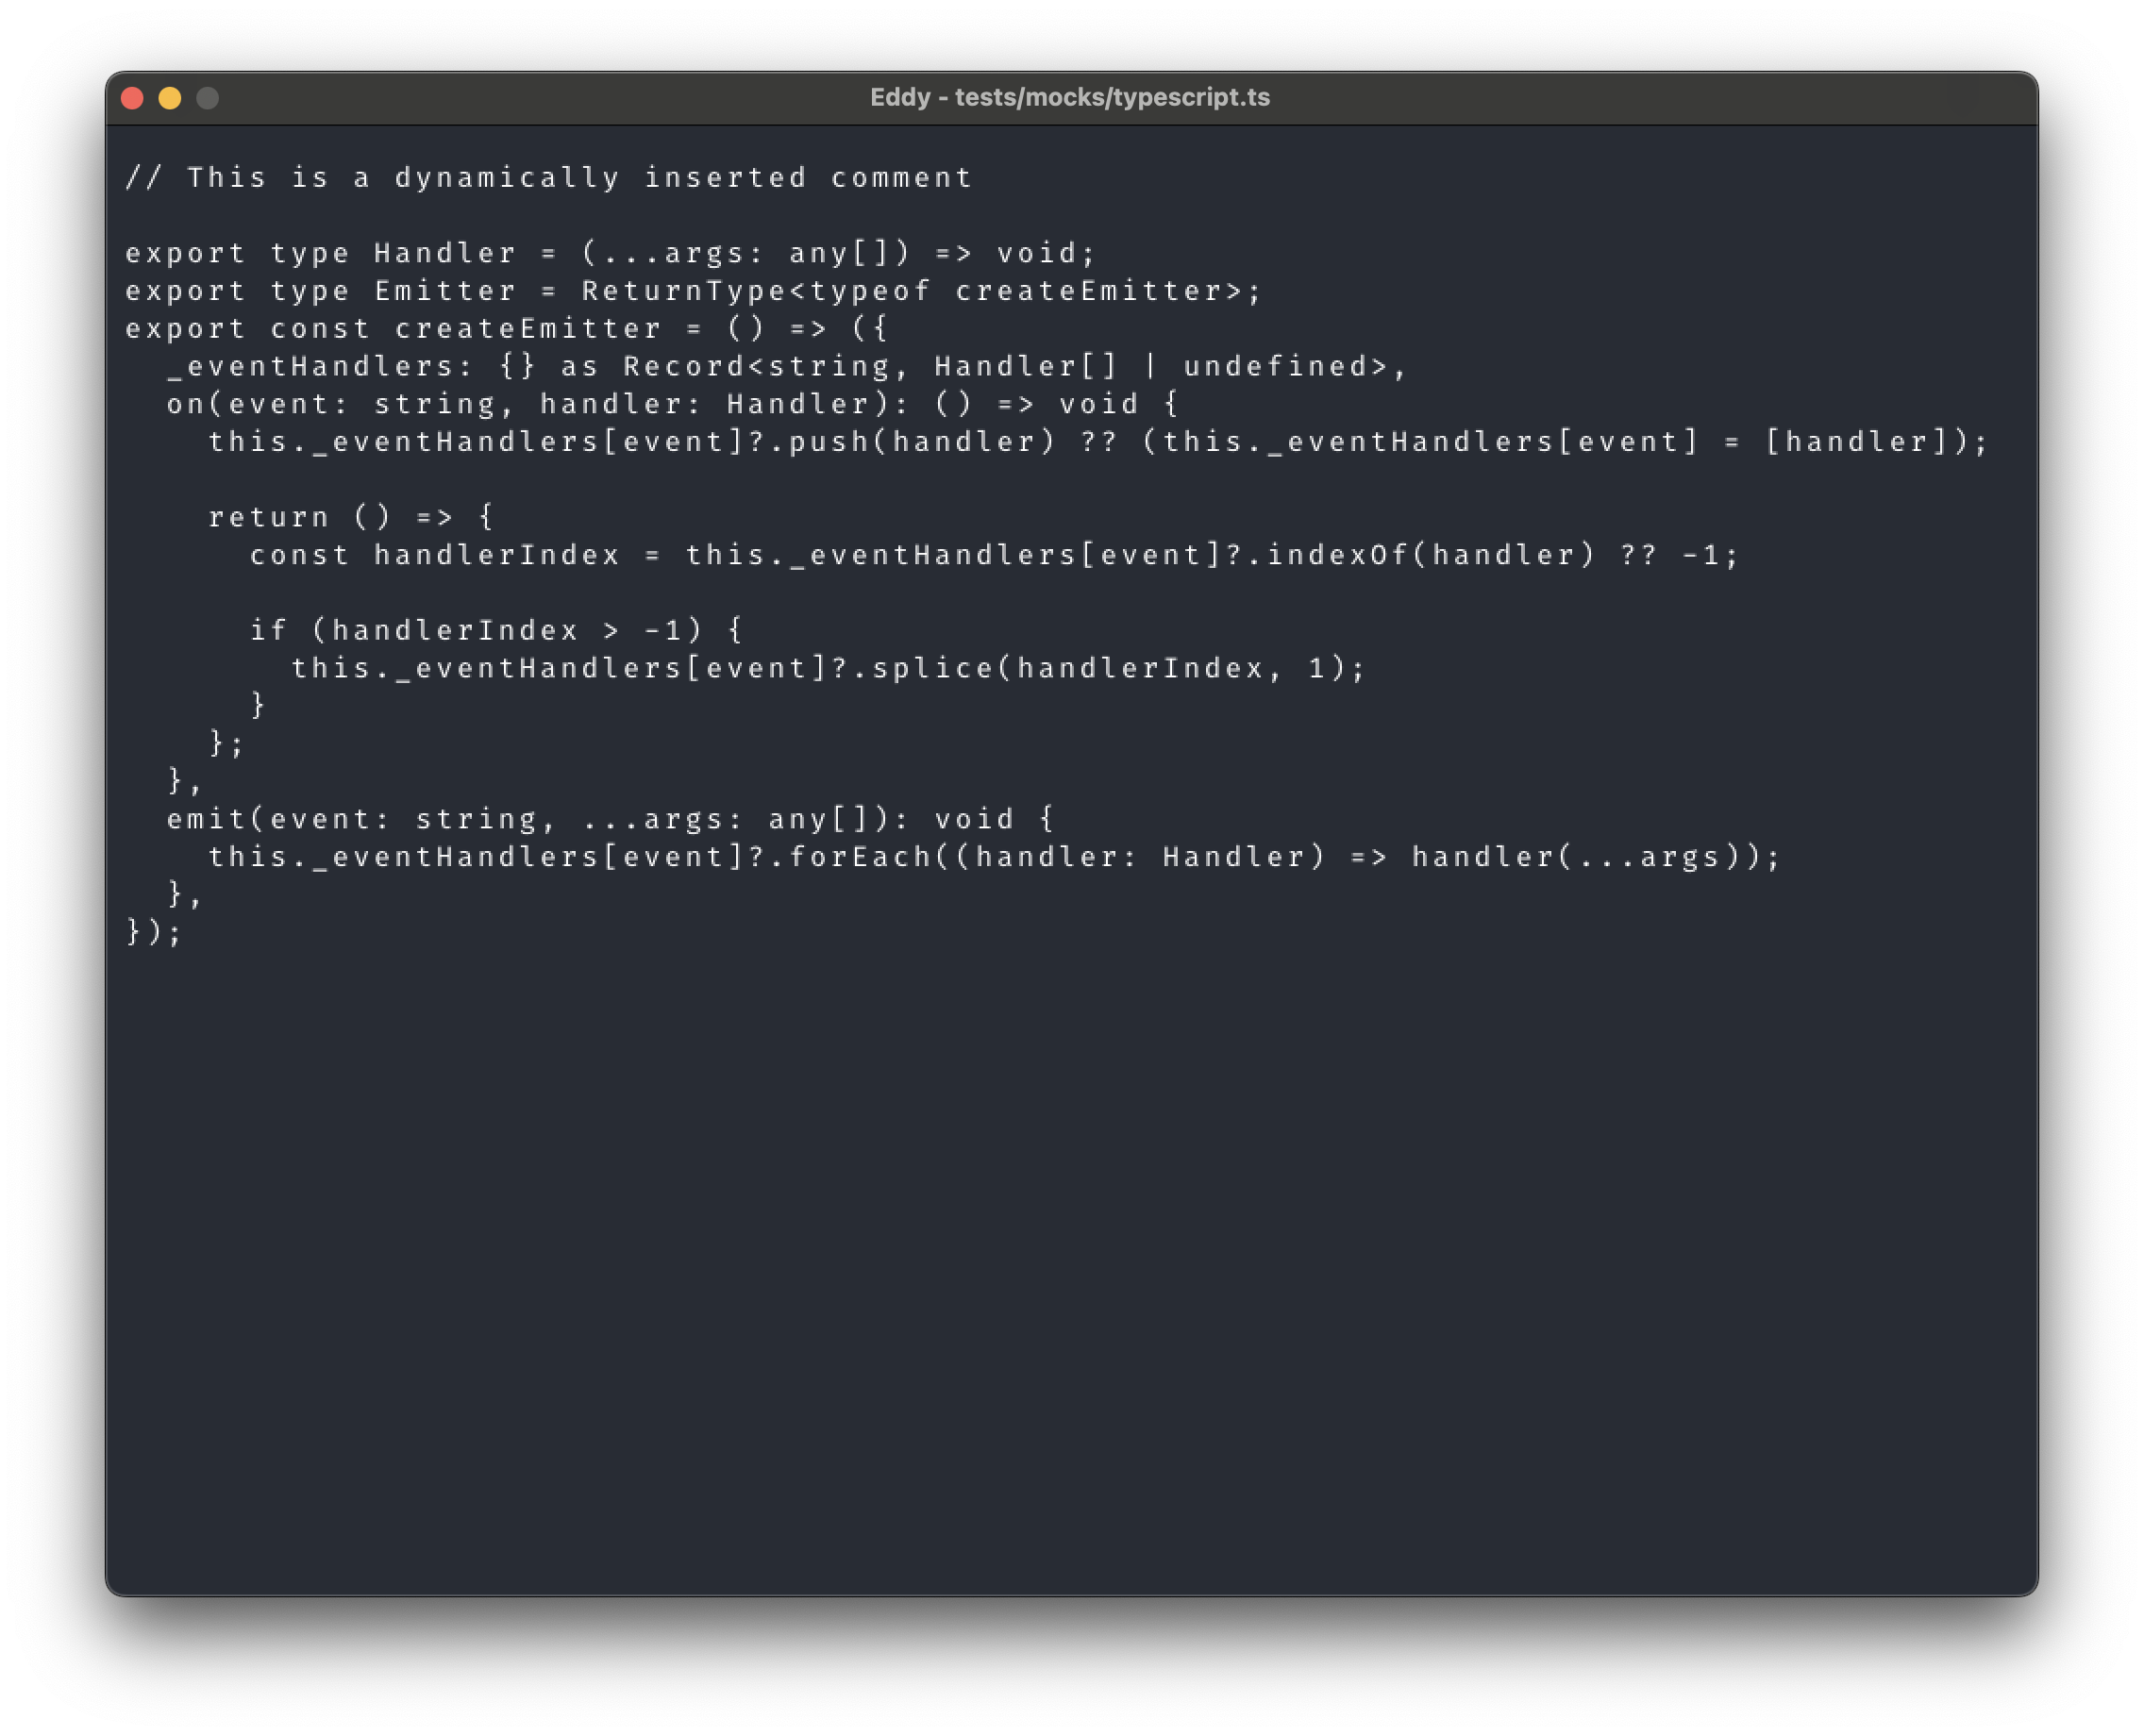 Eddy - tests/mocks/typescript.ts
// This is a dynamically inserted comment
export type Handler = (...args: any[]) => void;
export type Emitter = ReturnType<typeof createEmitter>;
export const createEmitter = () => ({
  _eventHandlers: {} as Record<string, Handler[] | undefined>,
  on(event: string, handler: Handler): () => void {
    this._eventHandlers[event]?.push(handler) ?? (this._eventHandlers[event] = [handler]);
    return () => {
      const handlerIndex = this._eventHandlers[event]?.indexOf(handler) ?? -1;
      if (handlerIndex > -1) {
        this._eventHandlers[event]?.splice(handlerIndex, 1);
      }
    };
  },
  emit(event: string, ...args: any[]): void {
    this._eventHandlers[event]?.forEach((handler: Handler) => handler(...args));
  },
});